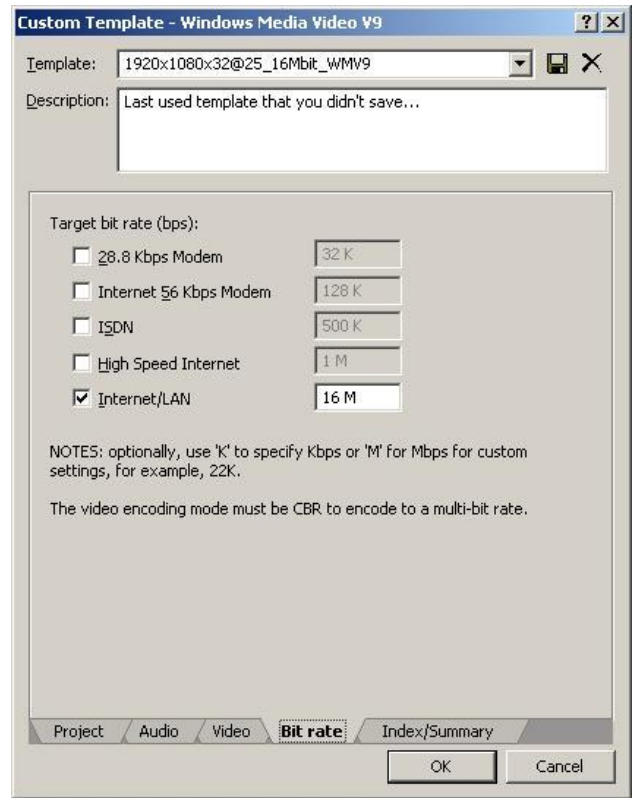 Custom Template - Windows Media Video V9
Template: 1920x1080x32@25_16Mbit_WMV9
Description: Last used template that you didn't save...
Target bit rate (bps):
28.8 Kbps Modem 32 K
Internet 56 Kbps Modem 128 K
ISDN 500 K
High Speed Internet 1 M
Internet/LAN 16 M
NOTES: optionally, use 'K' to specify Kbps or 'M' for Mbps for custom
settings, for example, 22K.
The video encoding mode must be CBR to encode to a multi-bit rate.
Project Audio Video Bit rate Index/Summary
OK Cancel